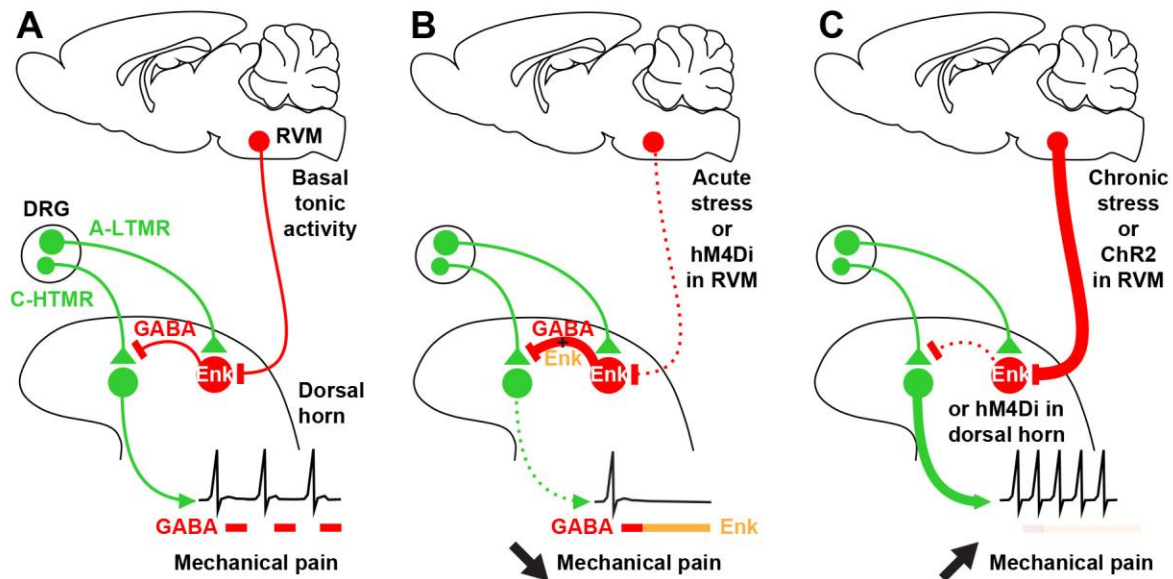 A
RVM
Basal
tonic
activity
DRG
A-LTMR
C-HTMR
GABA
Enk
Dorsal
horn
GABA
Mechanical pain
B
Acute
stress
or
hM4Di
in RVM
GABA
+
Enk
Enk
GABA
Enk
Mechanical pain
C
Chronic
stress
or
ChR2
in RVM
Enk
or hM4Di in
dorsal horn
Mechanical pain